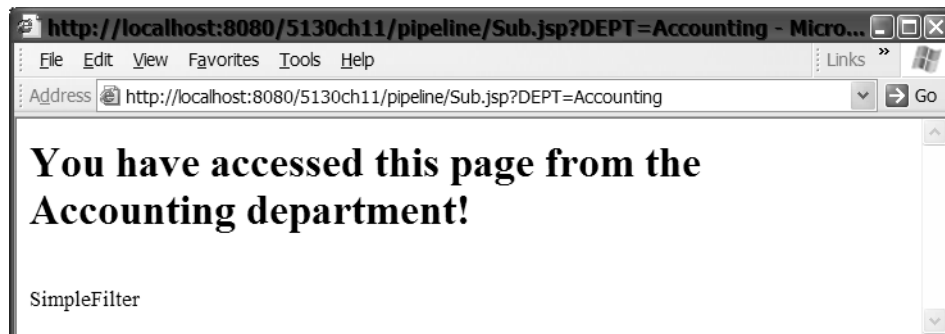 http://localhost:8080/5130ch11/pipeline/Sub.jsp?DEPT=Accounting - Micro...
File Edit View Favorites Tools Help Links »
Address http://localhost:8080/5130ch11/pipeline/Sub.jsp?DEPT=Accounting Go
You have accessed this page from the
Accounting department!
SimpleFilter